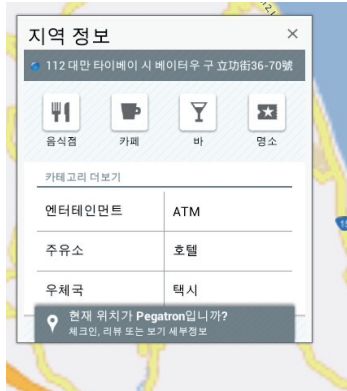 지역 정보
112 대만 타이베이 시 베이터우 구 立功街36-70號
음식점 카페 바 명소
카테고리 더보기
엔터테인먼트 ATM
주유소 호텔
우체국 택시
현재 위치가 Pegatron입니까?
체크인, 리뷰 또는 보기 세부정보